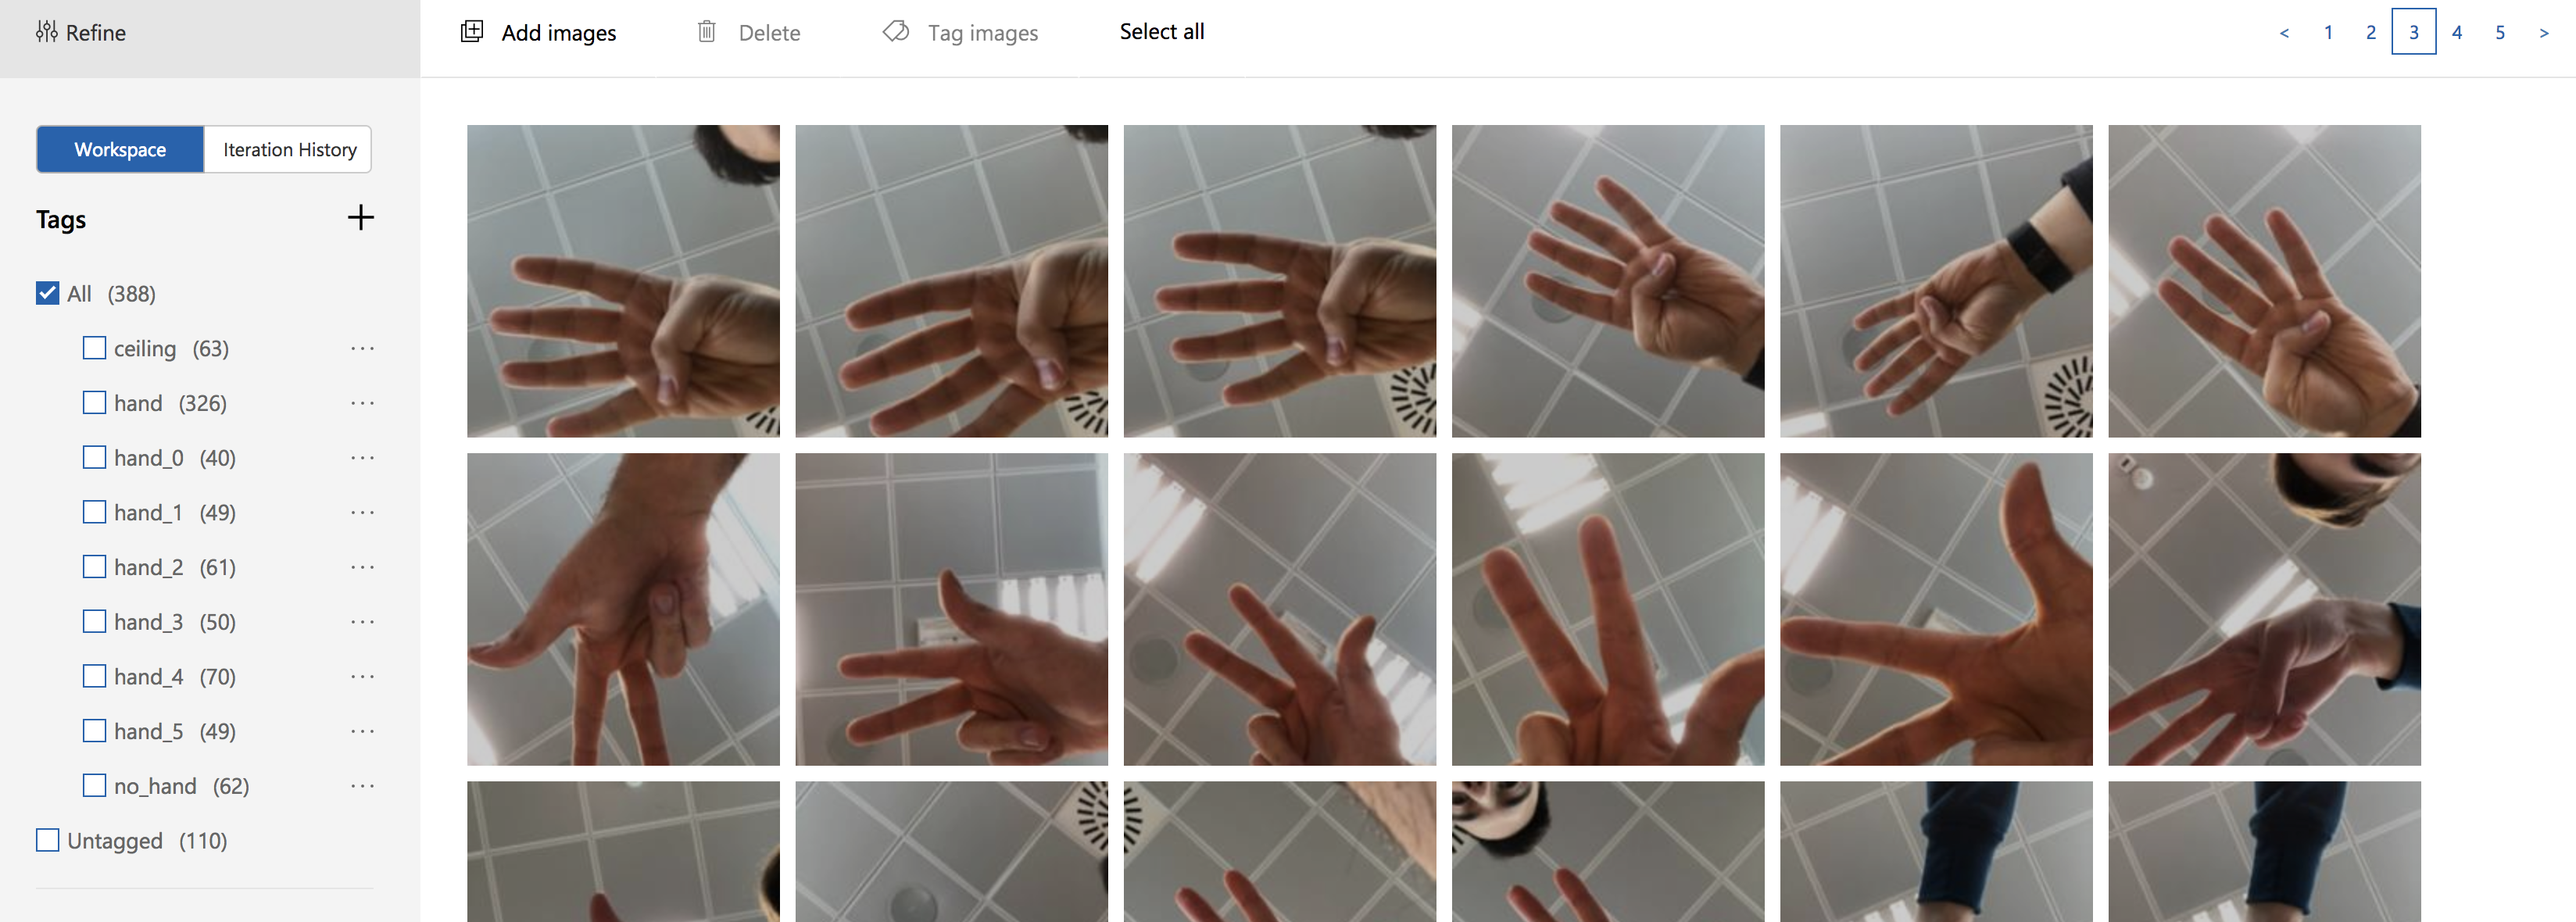 Refine
Add images
Delete
Tag images
Select all
< 1 2 3 4 5 >
Workspace
Iteration History
Tags
All (388)
ceiling (63)
hand (326)
hand_0 (40)
hand_1 (49)
hand_2 (61)
hand_3 (50)
hand_4 (70)
hand_5 (49)
no_hand (62)
Untagged (110)